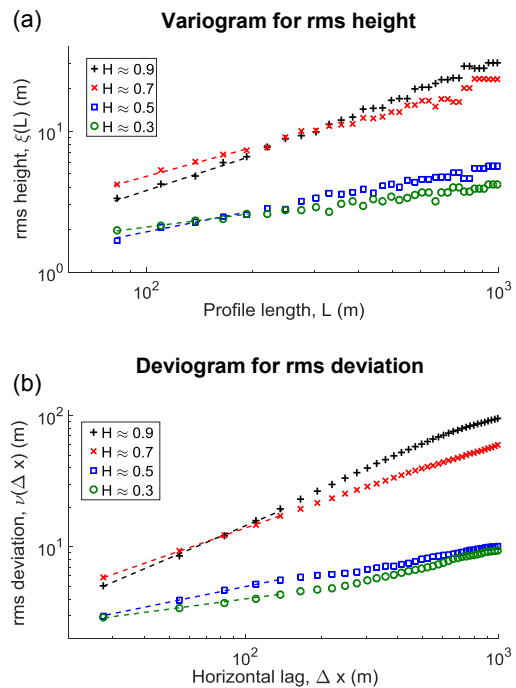 (a)
Variogram for rms height
rms height, ξ(L) (m)
H ≈ 0.9
H ≈ 0.7
H ≈ 0.5
H ≈ 0.3
10¹
10⁰
10²
10³
Profile length, L (m)
(b)
Deviogram for rms deviation
rms deviation, ν(Δ x) (m)
10²
H ≈ 0.9
H ≈ 0.7
H ≈ 0.5
H ≈ 0.3
10¹
10²
10³
Horizontal lag, Δ x (m)